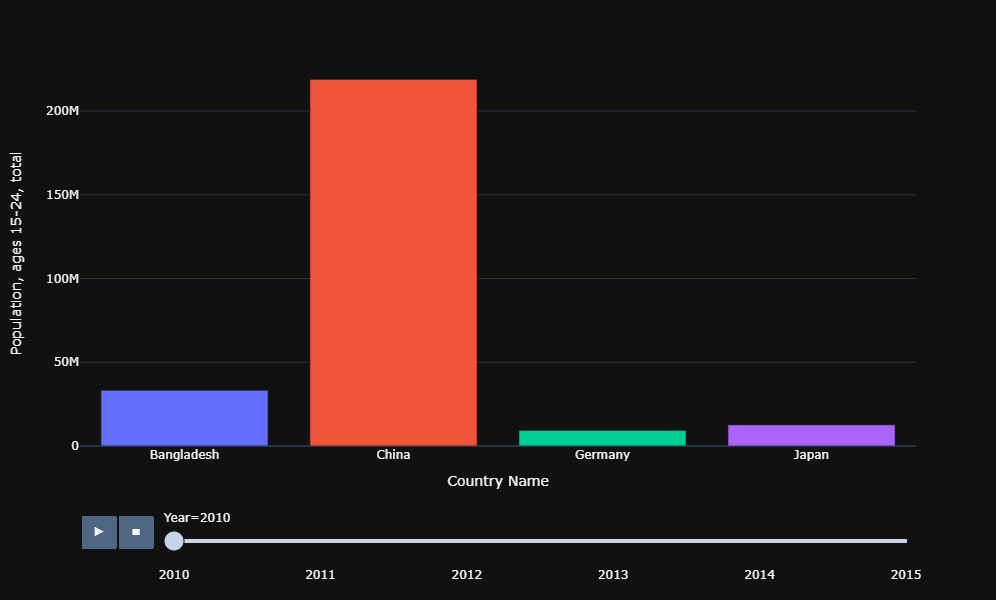 Population, ages 15-24, total
200M
150M
100M
50M
0
Bangladesh China Germany Japan
Country Name
Year=2010
2010 2011 2012 2013 2014 2015